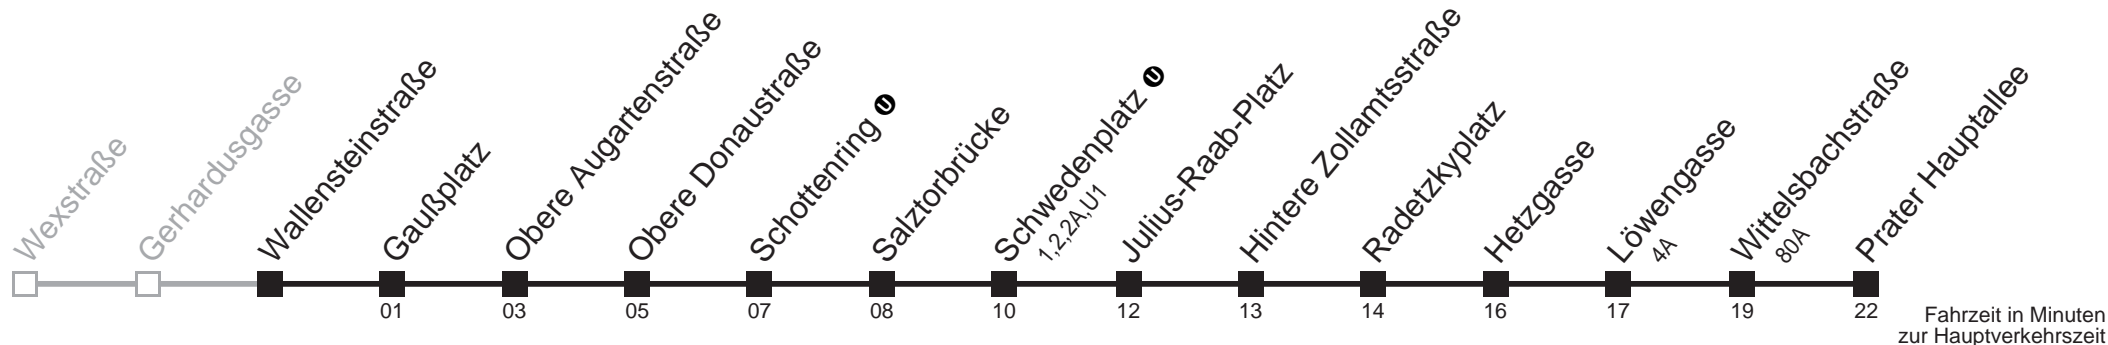 Wexstraße
Gerhardusgasse
Wallensteinstraße
Gaußplatz
Obere Augartenstraße
Obere Donaustraße
Schottenring U
Salztorbrücke
Schwedenplatz U
1,2,2A,U1
Julius-Raab-Platz
Hintere Zollamtsstraße
Radetzkyplatz
Hetzgasse
Löwengasse
4A
Wittelsbachstraße
80A
Prater Hauptallee
01 03 05 07 08 10 12 13 14 16 17 19 22
Fahrzeit in Minuten
zur Hauptverkehrszeit